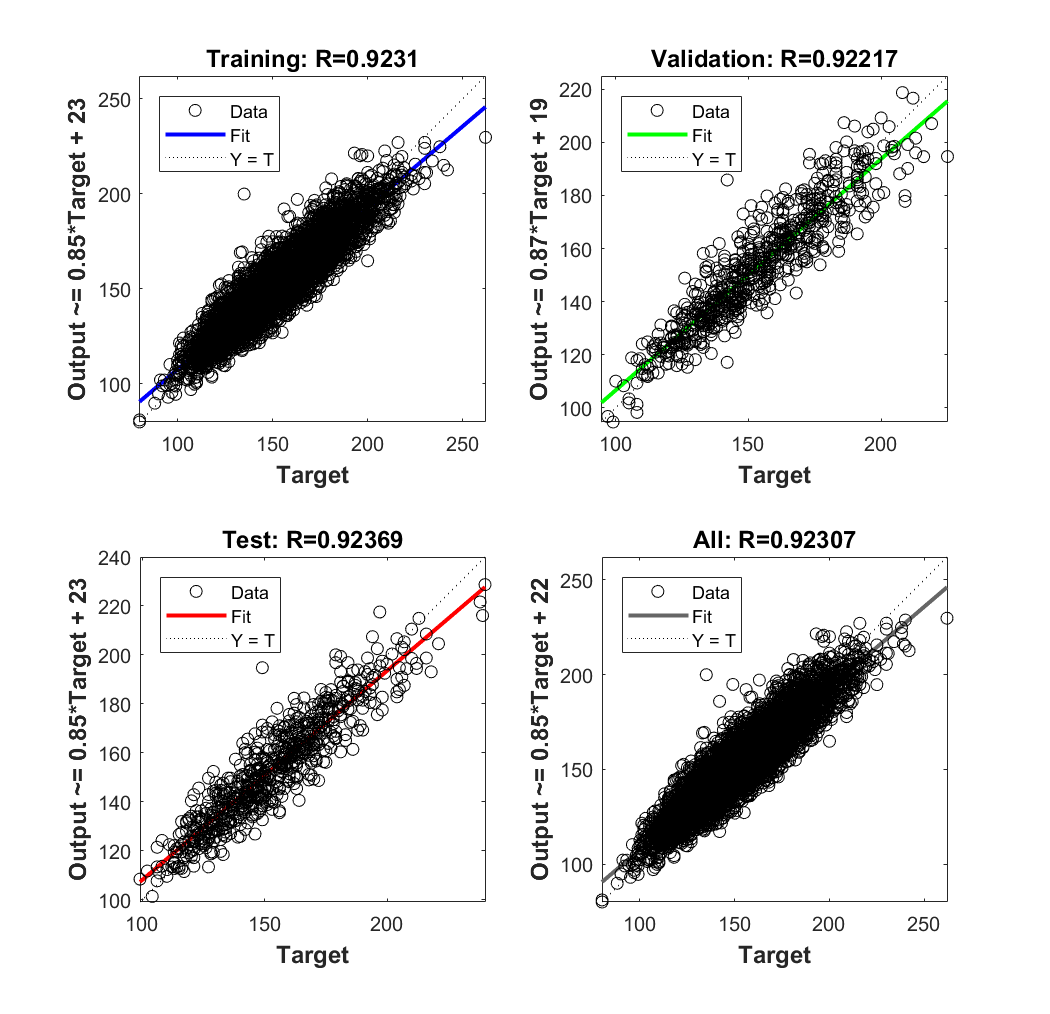 Training: R=0.9231
Output ~= 0.85*Target + 23
250
200
150
100
Data
Fit
Y = T
100 150 200 250
Target
Validation: R=0.92217
Output ~= 0.87*Target + 19
220
200
180
160
140
120
100
Data
Fit
Y = T
100 150 200
Target
Test: R=0.92369
Output ~= 0.85*Target + 23
240
220
200
180
160
140
120
100
Data
Fit
Y = T
100 150 200
Target
All: R=0.92307
Output ~= 0.85*Target + 22
250
200
150
100
Data
Fit
Y = T
100 150 200 250
Target